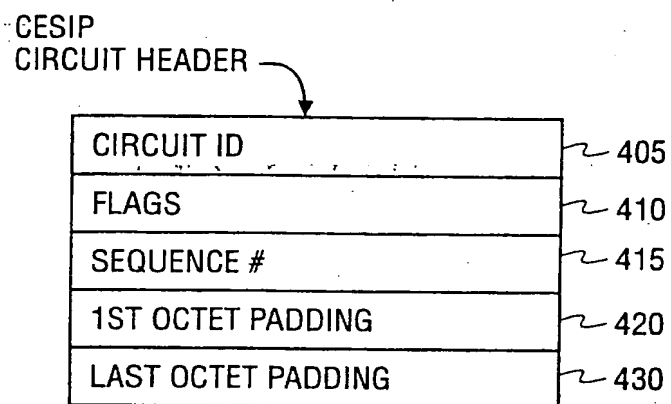 CESIP
CIRCUIT HEADER
CIRCUIT ID 405
FLAGS 410
SEQUENCE # 415
1ST OCTET PADDING 420
LAST OCTET PADDING 430